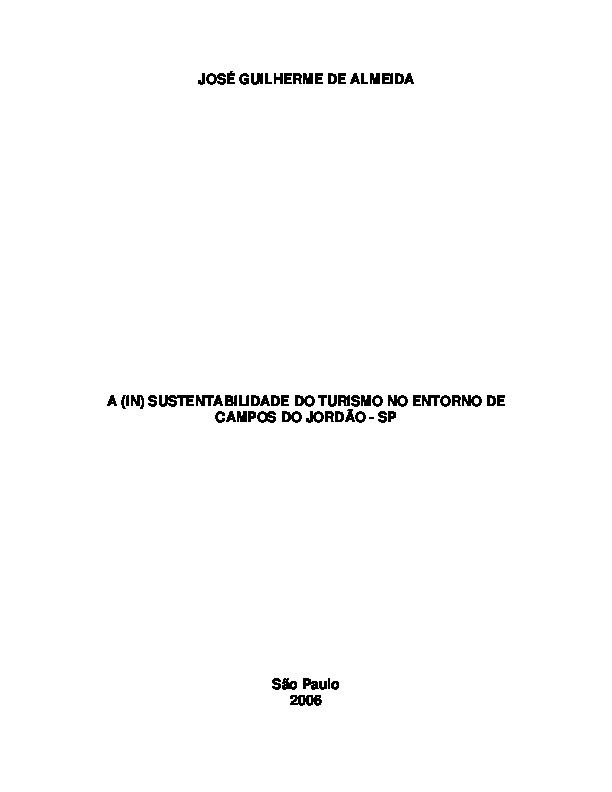 JOSÉ GUILHERME DE ALMEIDA
A (IN) SUSTENTABILIDADE DO TURISMO NO ENTORNO DE
CAMPOS DO JORDÃO - SP
São Paulo
2006